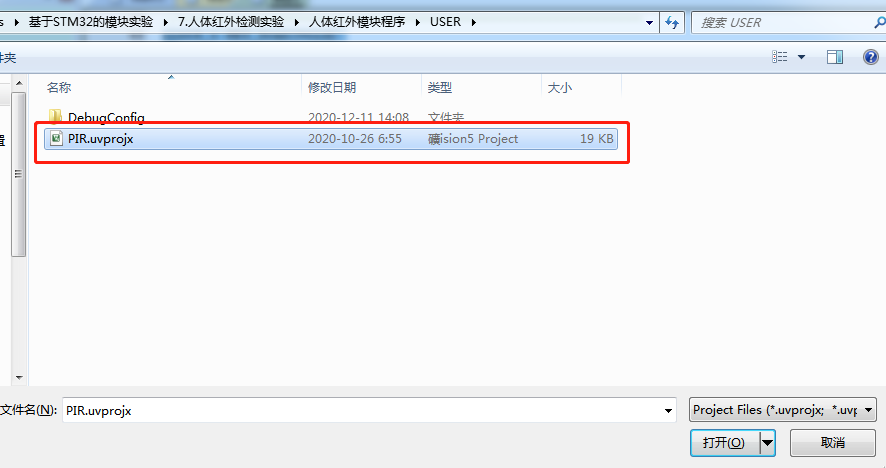 s ▸ 基于STM32的模块实验 ▸ 7.人体红外检测实验 ▸ 人体红外模块程序 ▸ USER ▸ 搜索 USER
件夹
名称 修改日期 类型 大小
DebugConfig 2020-12-11 14:08 文件夹
PIR.uvprojx 2020-10-26 6:55 礦ision5 Project 19 KB
置
文件名(N): PIR.uvprojx Project Files (*.uvprojx; *.uvp
打开(O) 取消